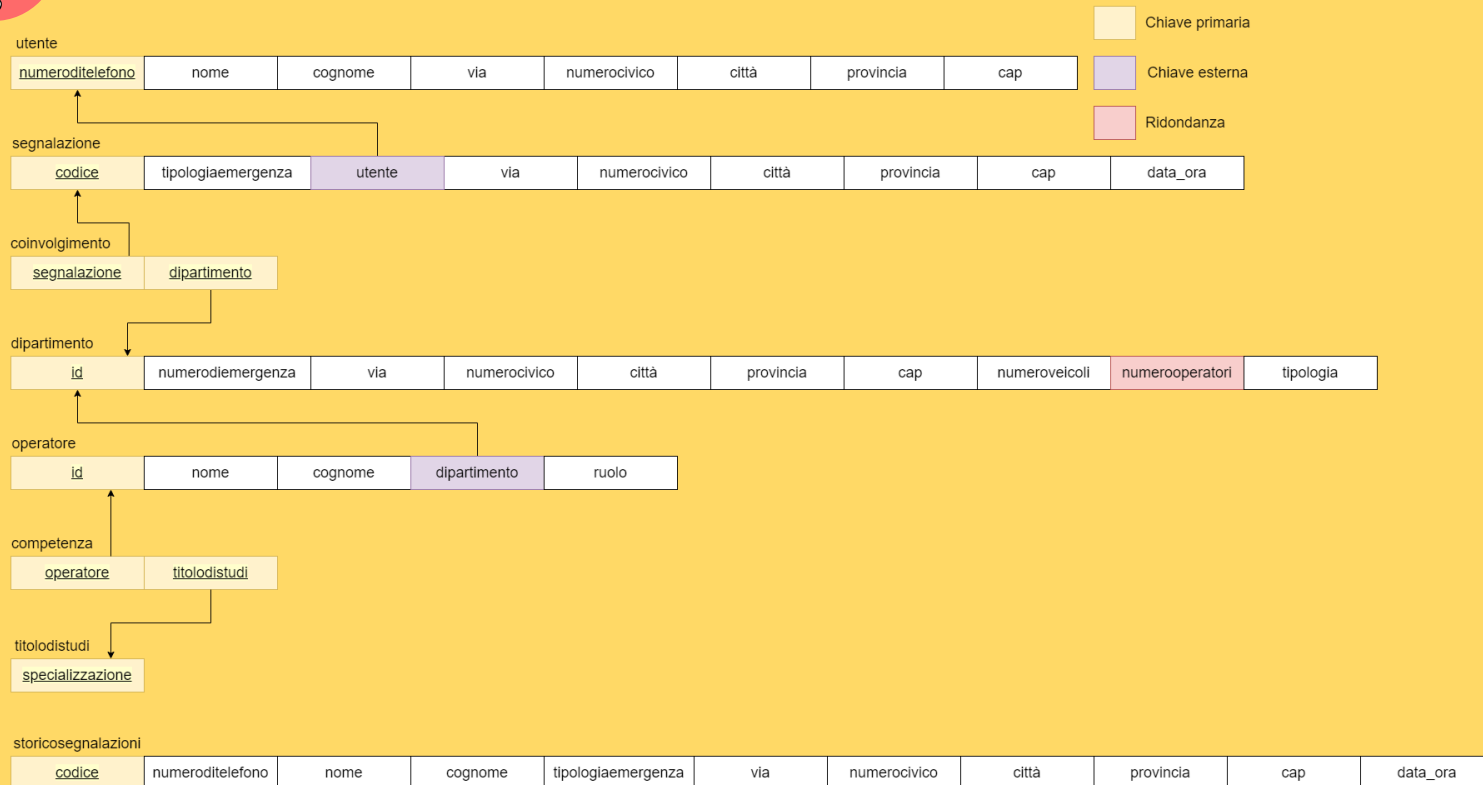 Chiave primaria
utente
numeroditelefono nome cognome via numerocivico città provincia cap
Chiave esterna
Ridondanza
segnalazione
codice tipologiaemergenza utente via numerocivico città provincia cap data_ora
coinvolgimento
segnalazione dipartimento
dipartimento
id numerodiemergenza via numerocivico città provincia cap numeroveicoli numerooperatori tipologia
operatore
id nome cognome dipartimento ruolo
competenza
operatore titolodistudi
titolodistudi
specializzazione
storicosegnalazioni
codice numeroditelefono nome cognome tipologiaemergenza via numerocivico città provincia cap data_ora